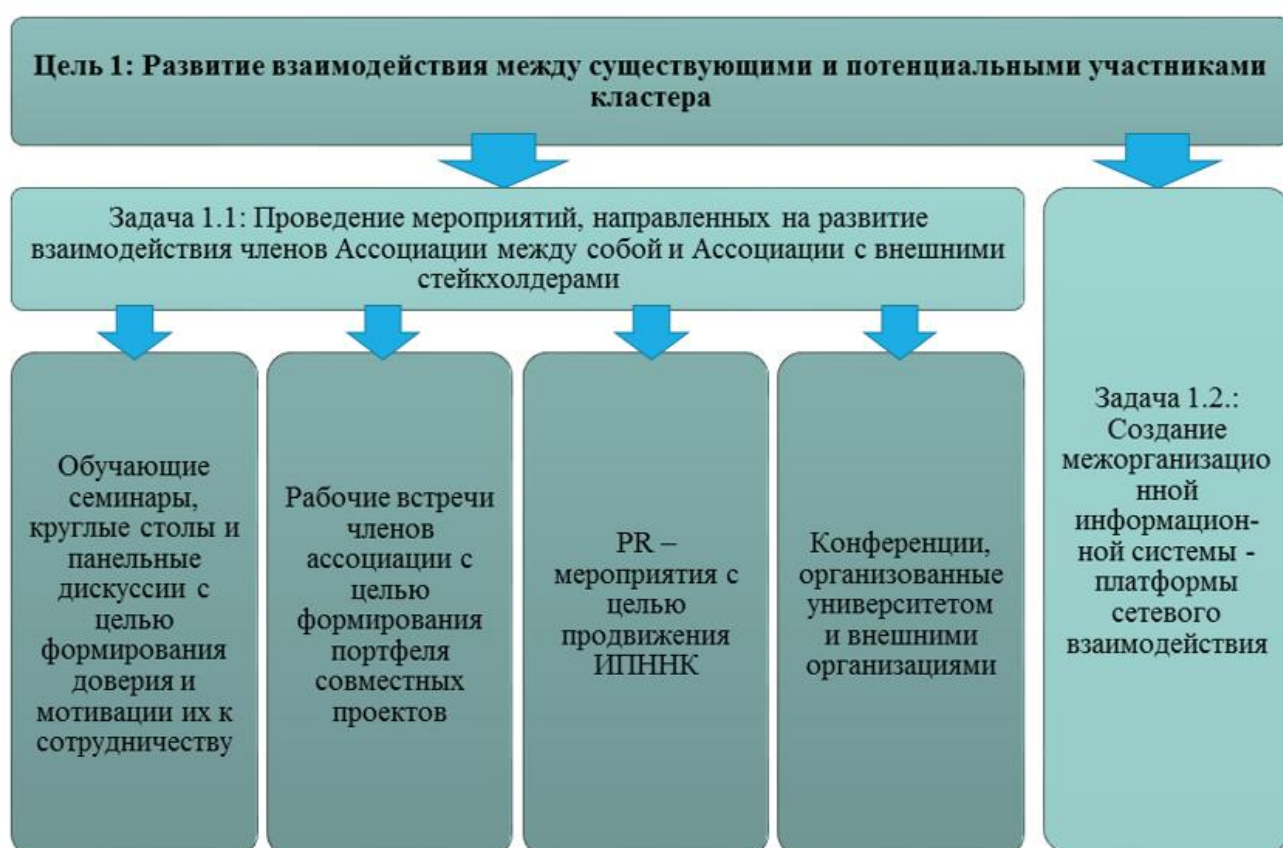 Цель 1: Развитие взаимодействия между существующими и потенциальными участниками
кластера
Задача 1.1: Проведение мероприятий, направленных на развитие
взаимодействия членов Ассоциации между собой и Ассоциации с внешними
стейкхолдерами
Обучающие
семинары,
круглые столы и
панельные
дискуссии с
целью
формирования
доверия и
мотивации их к
сотрудничеству
Рабочие встречи
членов
ассоциации с
целью
формирования
портфеля
совместных
проектов
PR –
мероприятия с
целью
продвижения
ИПННК
Конференции,
организованные
университетом
и внешними
организациями
Задача 1.2.:
Создание
межорганизацио
нной
информацион-
ной системы -
платформы
сетевого
взаимодействия